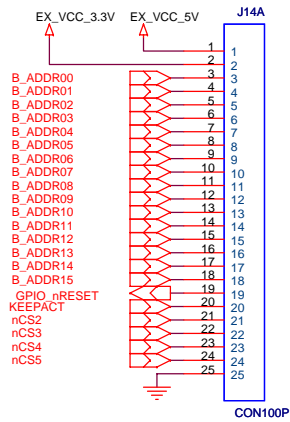 J14A
EX_VCC_3.3V EX_VCC_5V
1 1
2 2
B_ADDR00 3 3
B_ADDR01 4 4
B_ADDR02 5 5
B_ADDR03 6 6
B_ADDR04 7 7
B_ADDR05 8 8
B_ADDR06 9 9
B_ADDR07 10 10
B_ADDR08 11 11
B_ADDR09 12 12
B_ADDR10 13 13
B_ADDR11 14 14
B_ADDR12 15 15
B_ADDR13 16 16
B_ADDR14 17 17
B_ADDR15 18 18
GPIO_nRESET 19 19
KEEPACT 20 20
nCS2 21 21
nCS3 22 22
nCS4 23 23
nCS5 24 24
25 25
CON100P